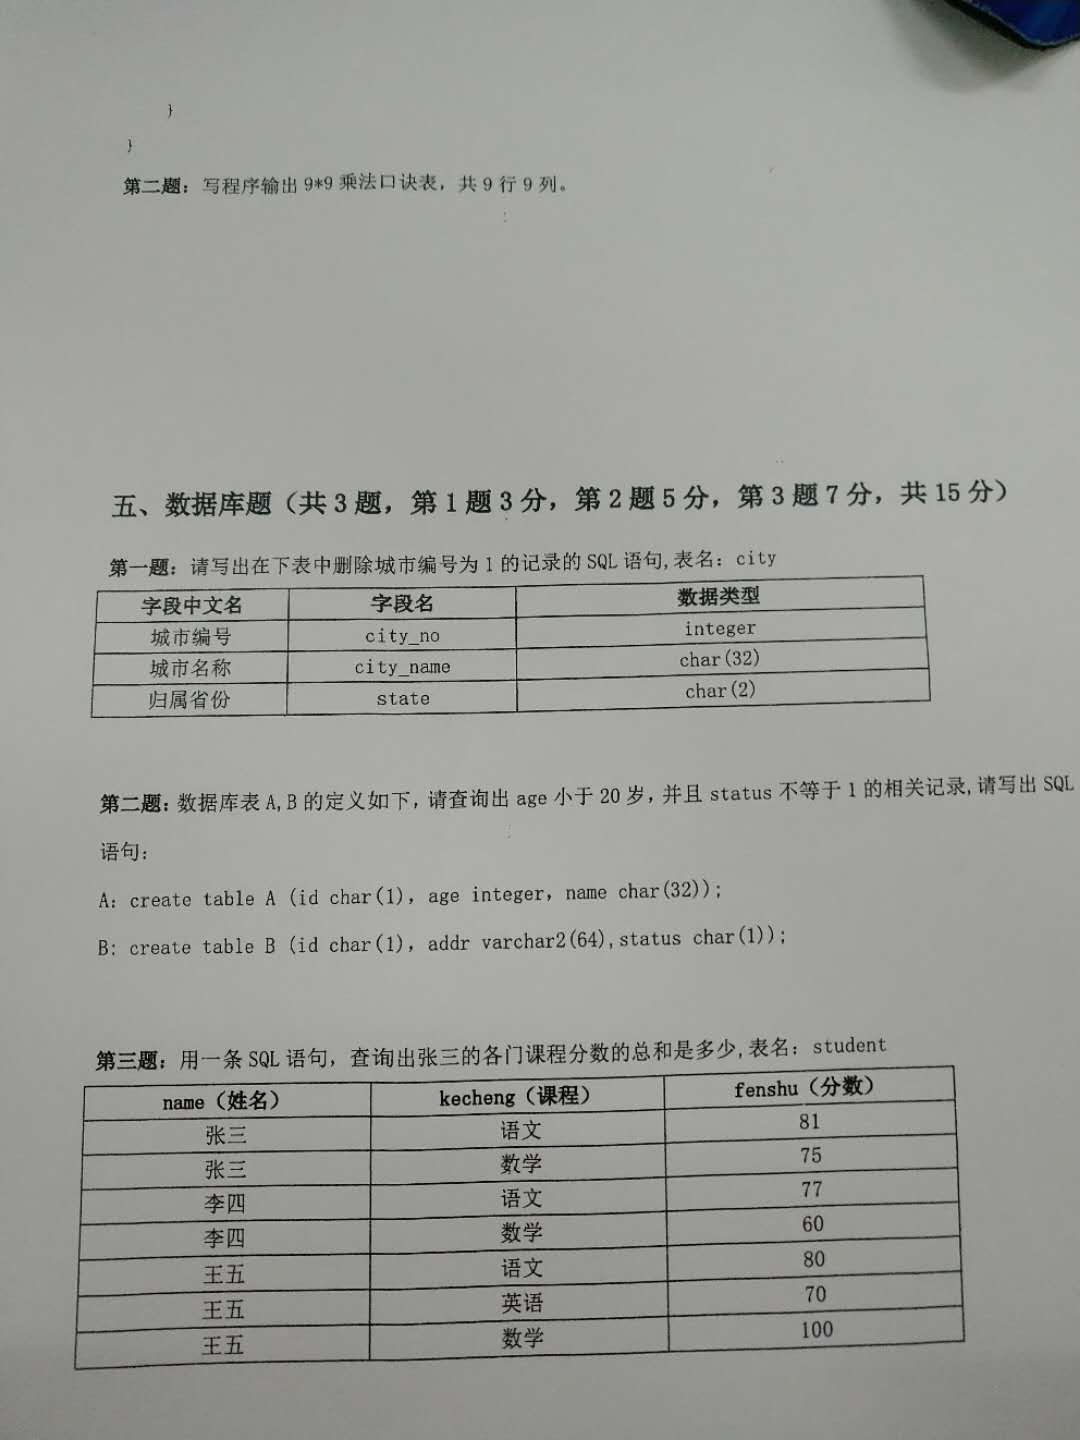 }
}
第二题：写程序输出 9*9 乘法口诀表，共 9 行 9 列。
五、数据库题（共 3 题，第 1 题 3 分，第 2 题 5 分，第 3 题 7 分，共 15 分）
第一题：请写出在下表中删除城市编号为 1 的记录的 SQL 语句,表名：city
字段中文名 字段名 数据类型
城市编号 city_no integer
城市名称 city_name char(32)
归属省份 state char(2)
第二题：数据库表 A,B 的定义如下，请查询出 age 小于 20 岁，并且 status 不等于 1 的相关记录,请写出 SQL
语句：
A: create table A (id char(1), age integer, name char(32));
B: create table B (id char(1), addr varchar2(64),status char(1));
第三题：用一条 SQL 语句，查询出张三的各门课程分数的总和是多少,表名：student
name（姓名） kecheng（课程） fenshu（分数）
张三 语文 81
张三 数学 75
李四 语文 77
李四 数学 60
王五 语文 80
王五 英语 70
王五 数学 100